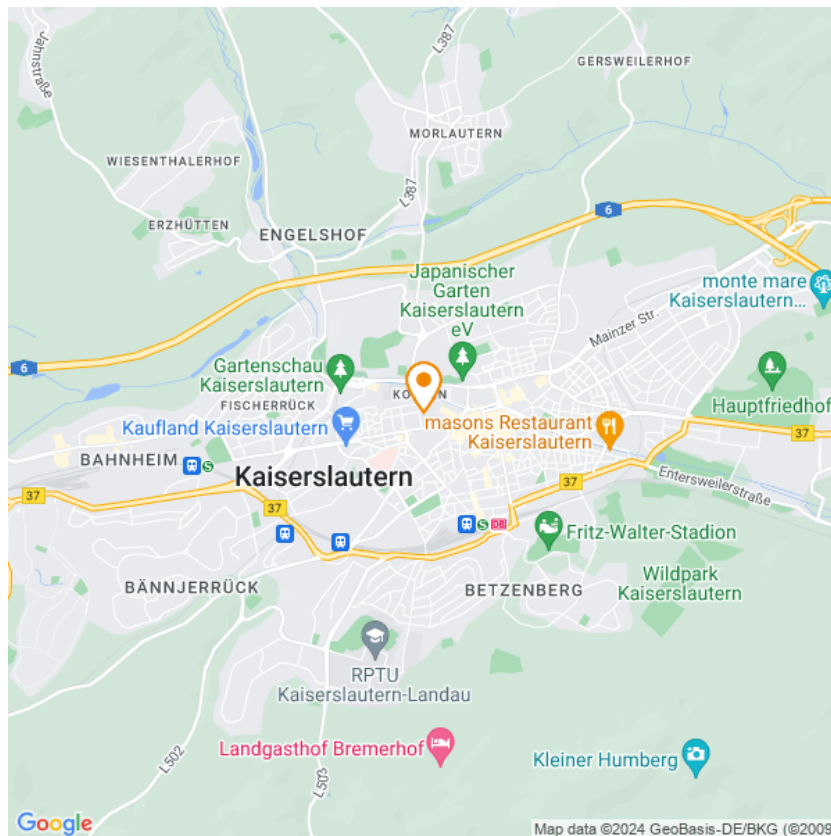 Jahnstraße
L387
GERSWEILERHOF
MORLAUTERN
WIESENTHALERHOF
L387
ERZHÜTTEN
6
ENGELSHOF
Japanischer
Garten
Kaiserslautern
eV
monte mare
Kaiserslautern...
Mainzer Str.
6
Gartenschau
Kaiserslautern
FISCHERRÜCK
Hauptfriedhof
Kaufland Kaiserslautern
masons Restaurant
Kaiserslautern
37
BAHNHEIM
S
Kaiserslautern
37
37
Entersweilerstraße
37
S
DB
Fritz-Walter-Stadion
BÄNNJERRÜCK
BETZENBERG
Wildpark
Kaiserslautern
RPTU
Kaiserslautern-Landau
Landgasthof Bremerhof
Kleiner Humberg
L502
L503
Google
Map data ©2024 GeoBasis-DE/BKG (©2009